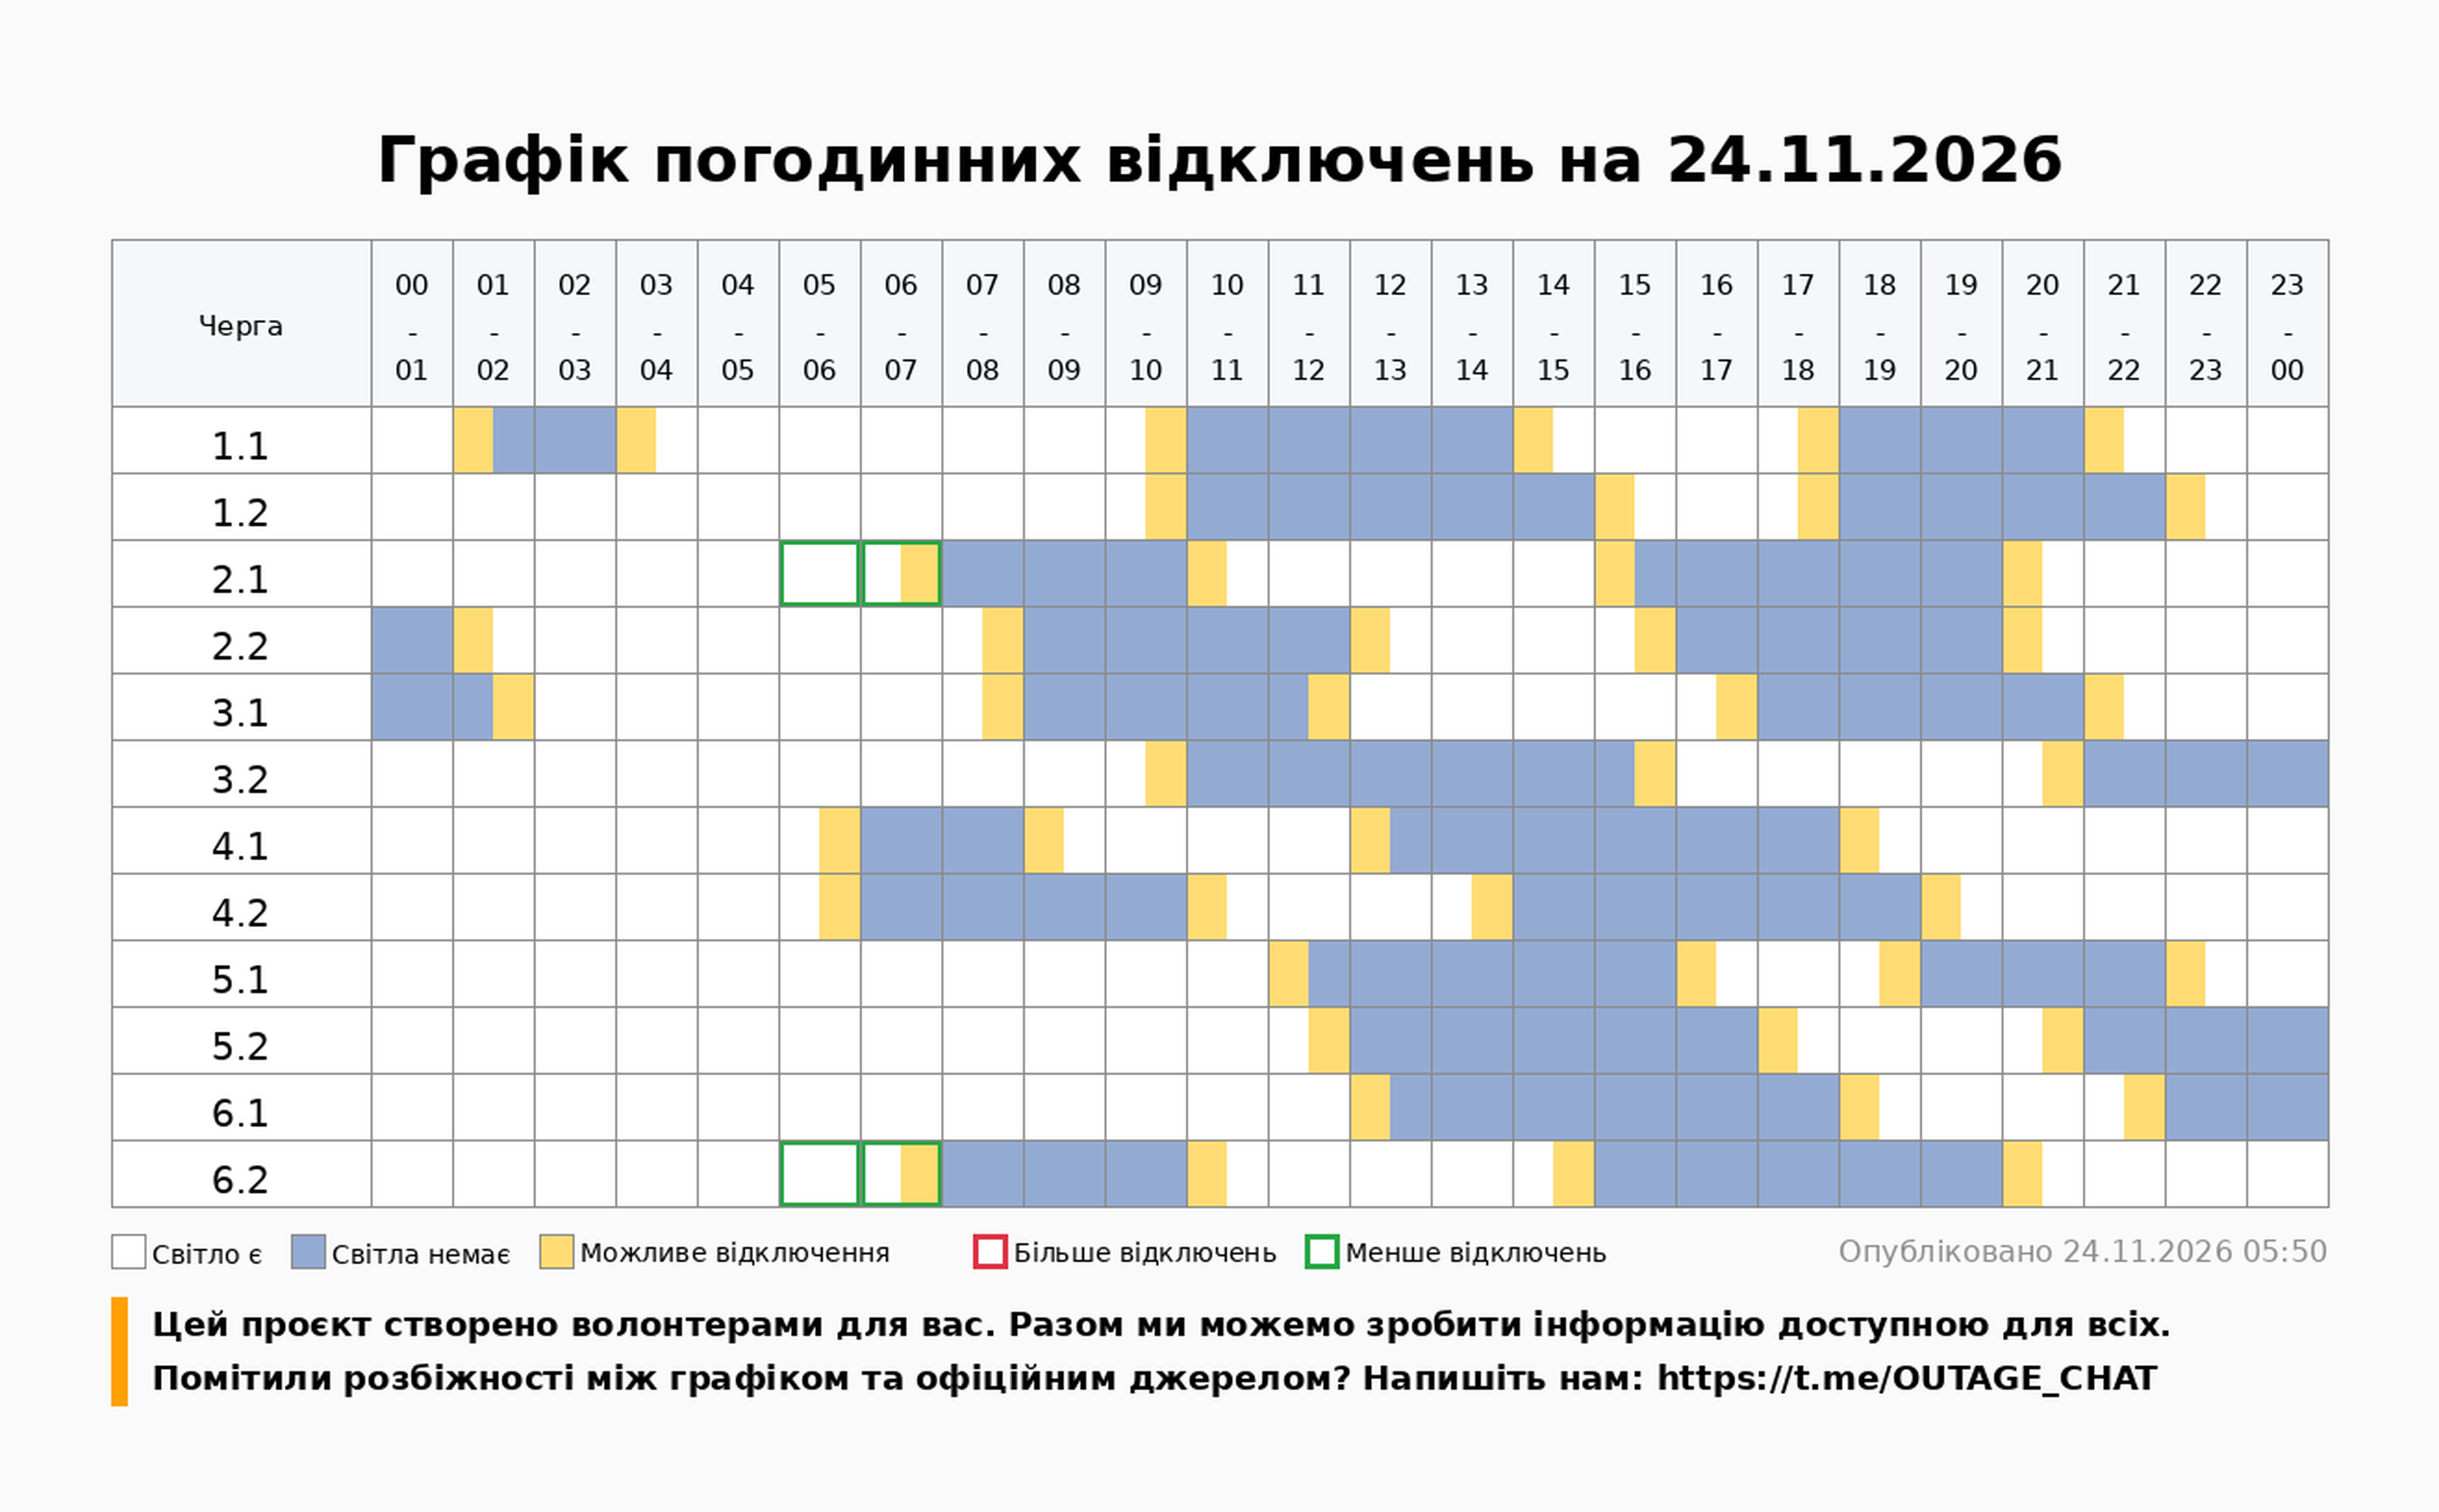 Графік погодинних відключень на 24.11.2026
Черга
00 - 01
01 - 02
02 - 03
03 - 04
04 - 05
05 - 06
06 - 07
07 - 08
08 - 09
09 - 10
10 - 11
11 - 12
12 - 13
13 - 14
14 - 15
15 - 16
16 - 17
17 - 18
18 - 19
19 - 20
20 - 21
21 - 22
22 - 23
23 - 00
1.1
1.2
2.1
2.2
3.1
3.2
4.1
4.2
5.1
5.2
6.1
6.2
Світло є Світла немає Можливе відключення Більше відключень Менше відключень Опубліковано 24.11.2026 05:50
Цей проєкт створено волонтерами для вас. Разом ми можемо зробити інформацію доступною для всіх.
Помітили розбіжності між графіком та офіційним джерелом? Напишіть нам: https://t.me/OUTAGE_CHAT